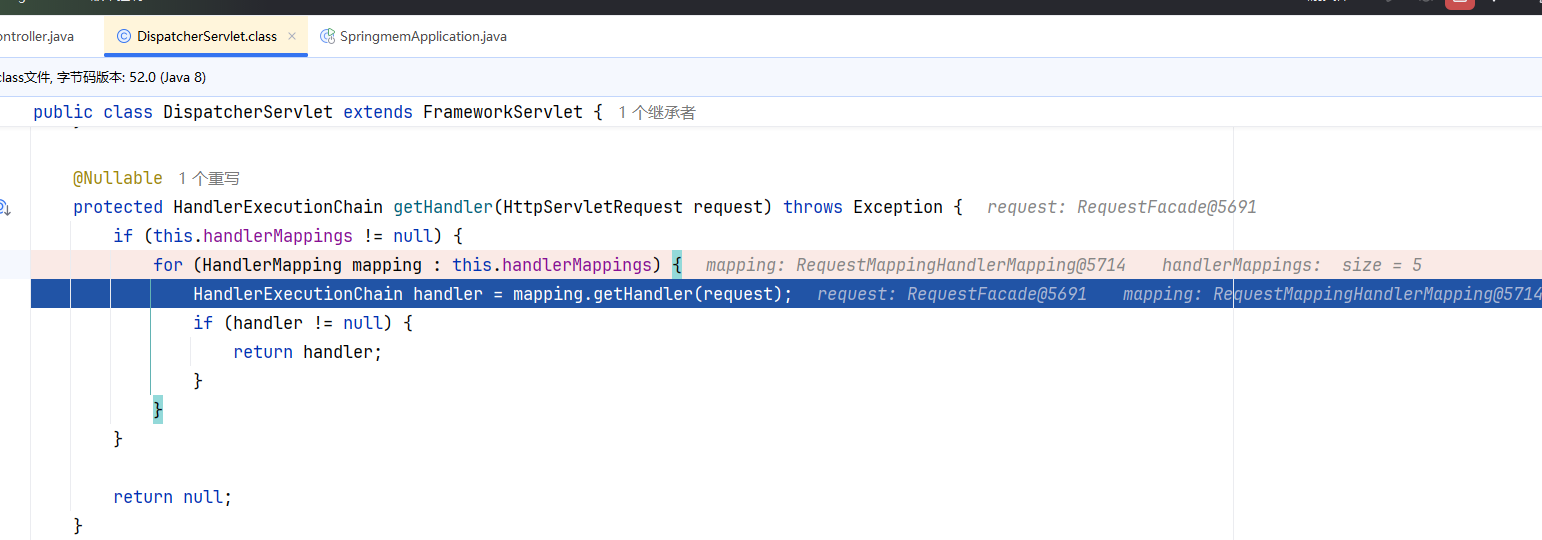 ontroller.java DispatcherServlet.class × SpringmemApplication.java
class文件, 字节码版本: 52.0 (Java 8)
public class DispatcherServlet extends FrameworkServlet { 1 个继承者
@Nullable 1 个重写
protected HandlerExecutionChain getHandler(HttpServletRequest request) throws Exception { request: RequestFacade@5691
if (this.handlerMappings != null) {
for (HandlerMapping mapping : this.handlerMappings) { mapping: RequestMappingHandlerMapping@5714 handlerMappings: size = 5
HandlerExecutionChain handler = mapping.getHandler(request); request: RequestFacade@5691 mapping: RequestMappingHandlerMapping@5714
if (handler != null) {
return handler;
}
}
}
return null;
}